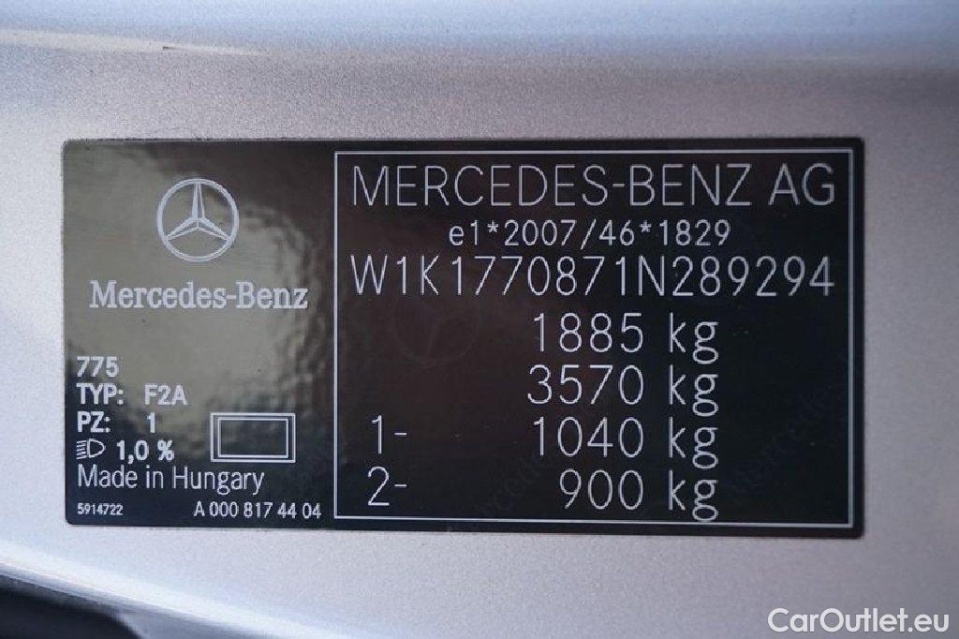 Mercedes-Benz
775
TYP: F2A
PZ: 1
1,0 %
Made in Hungary
5914722 A 000 817 44 04
MERCEDES-BENZ AG
e1*2007/46*1829
W1K1770871N289294
1885 kg
3570 kg
1- 1040 kg
2- 900 kg
CarOutlet.eu